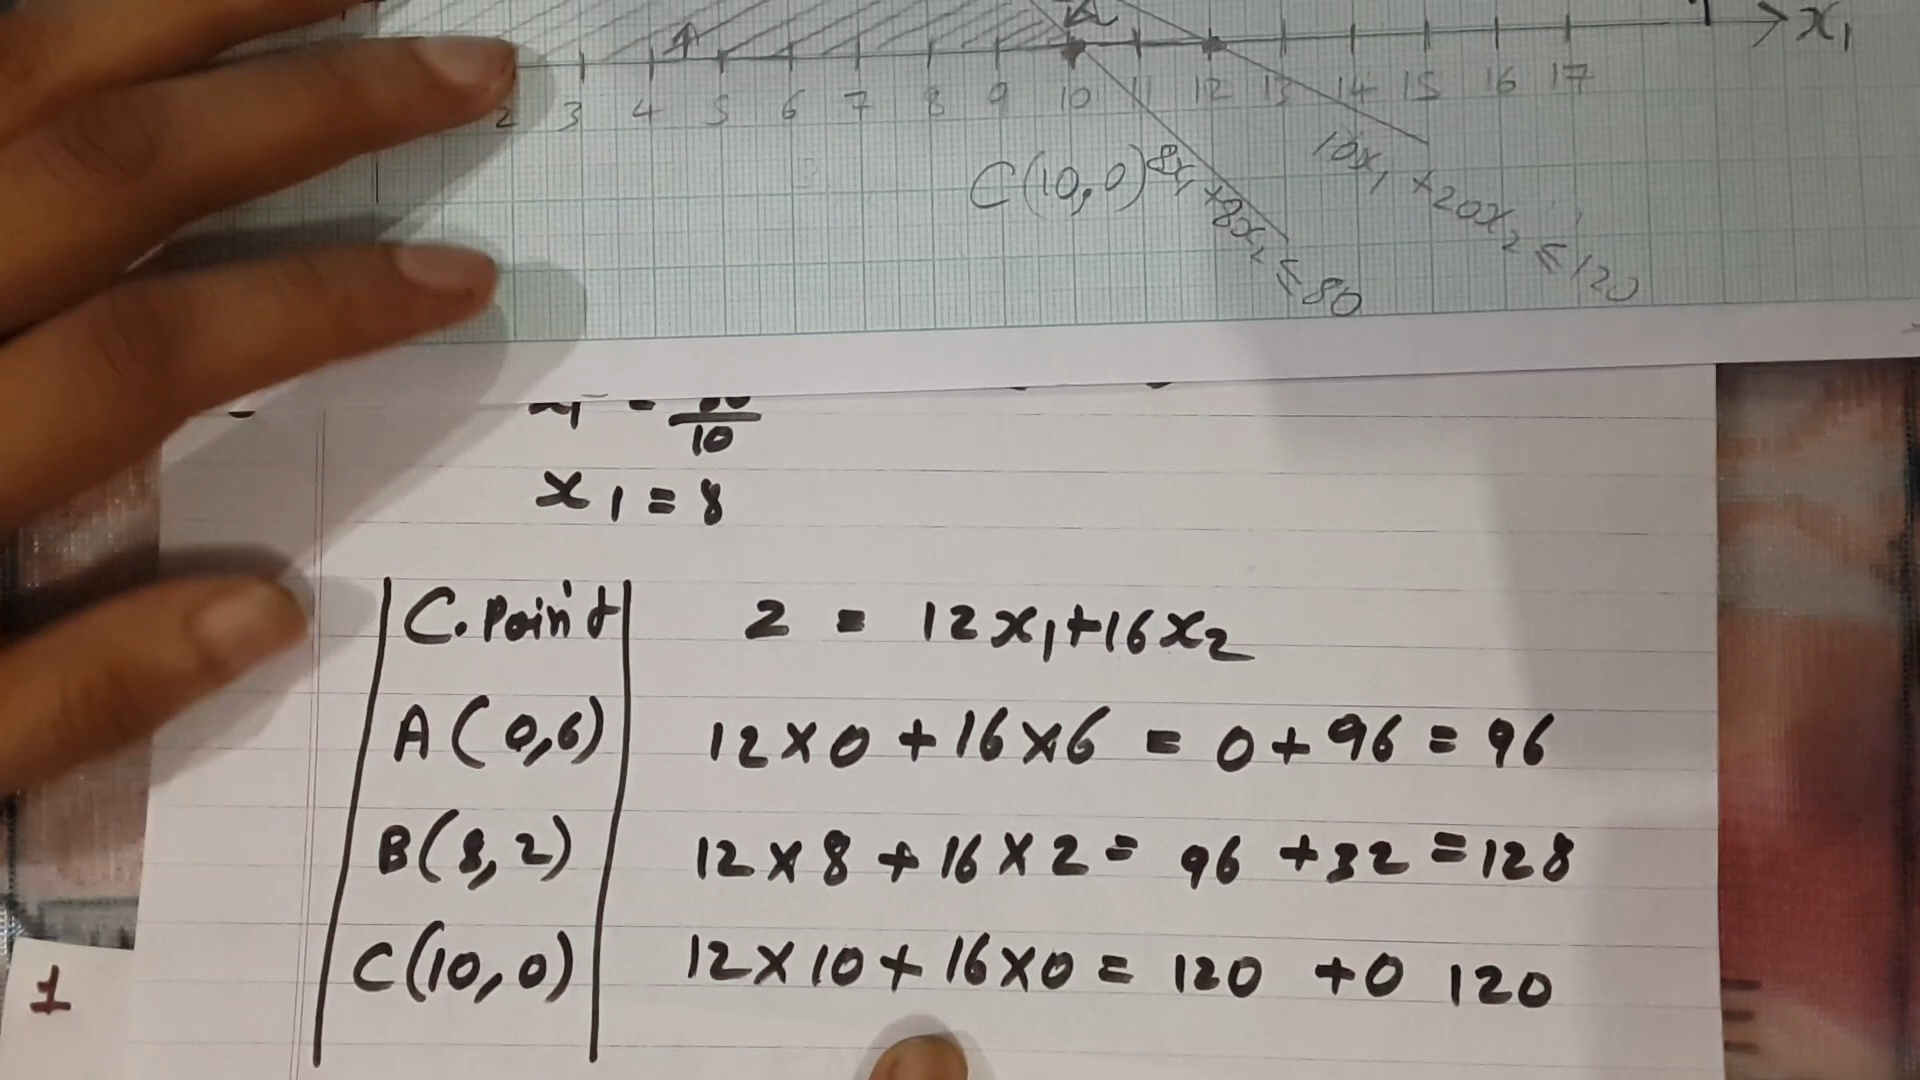 x₁
2 3 4 5 6 7 8 9 10 11 12 13 14 15 16 17
C(10,0)
8x₁+8x₂≤80
10x₁+20x₂≤120
10
x₁=8
C.Point Z = 12x₁+16x₂
A(0,6) 12×0+16×6=0+96=96
B(8,2) 12×8+16×2=96+32=128
C(10,0) 12×10+16×0=120+0 120
1